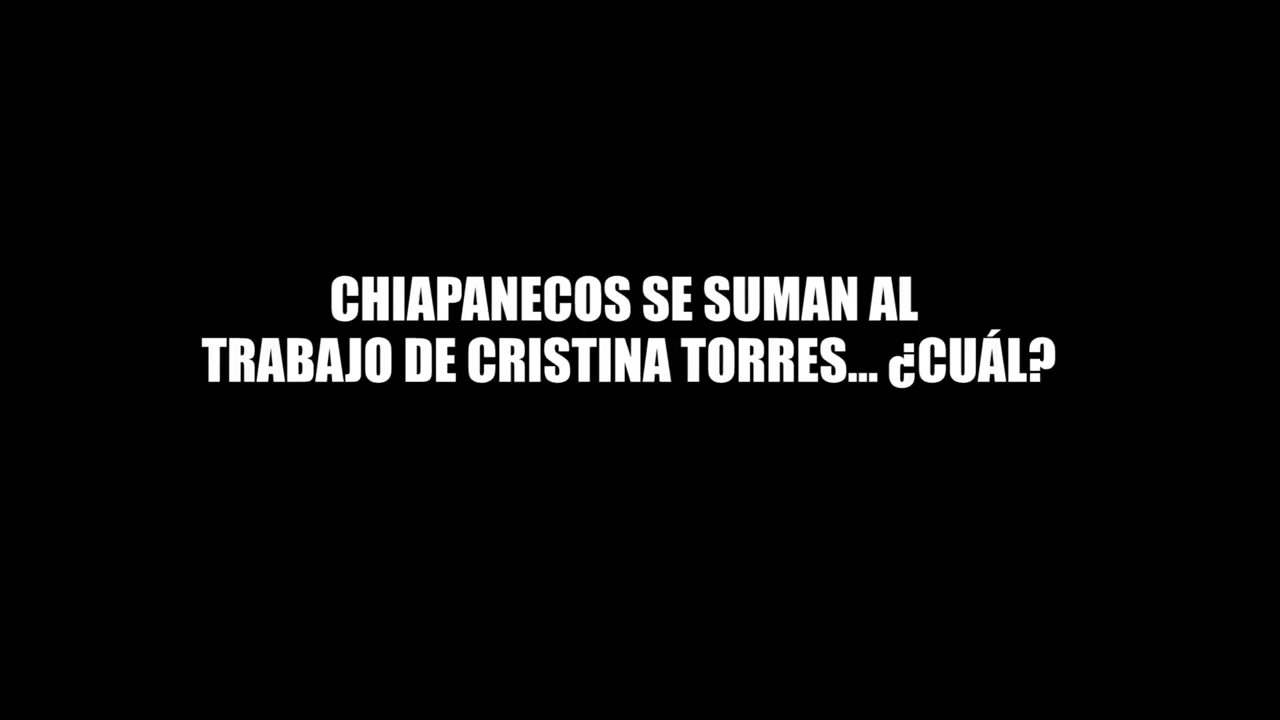 CHIAPANECOS SE SUMAN AL
TRABAJO DE CRISTINA TORRES... ¿CUÁL?